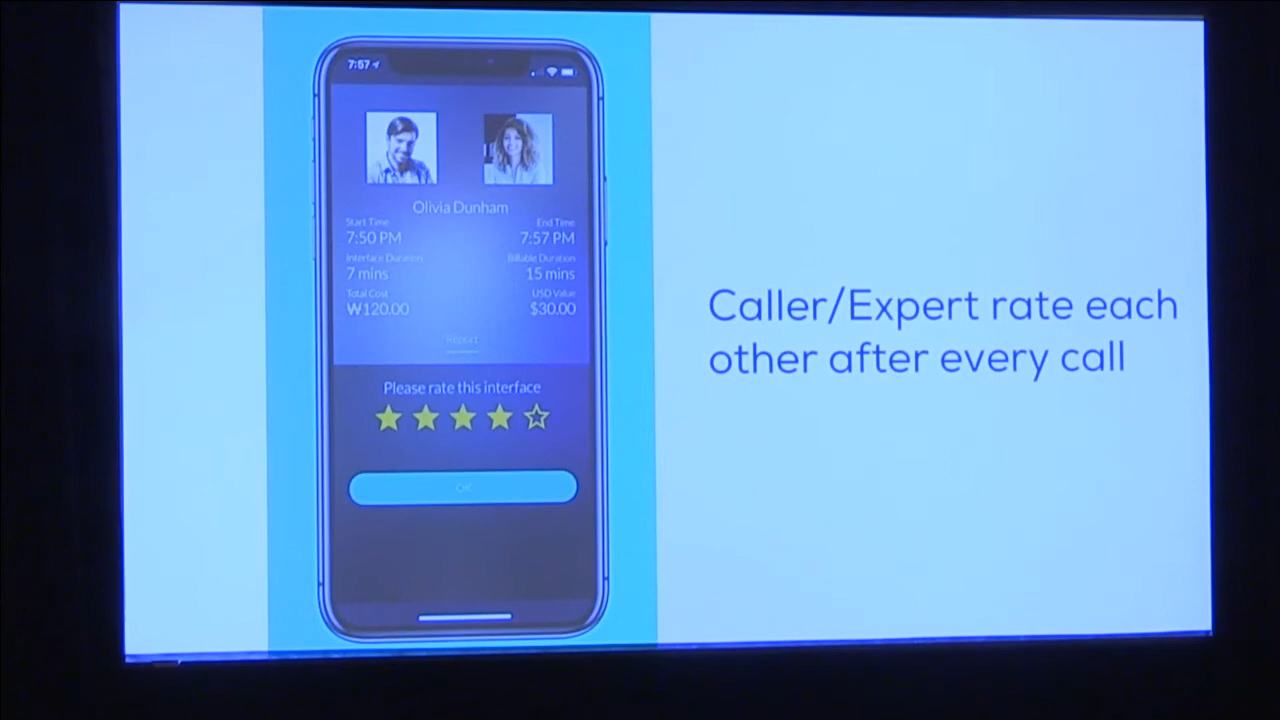 7:57
Olivia Dunham
Start Time
End Time
7:50 PM
7:57 PM
Interface Duration
Billable Duration
7 mins
15 mins
Total Cost
USD Value
₩120.00
$30.00
Report
Please rate this interface
OK
Caller/Expert rate each
other after every call